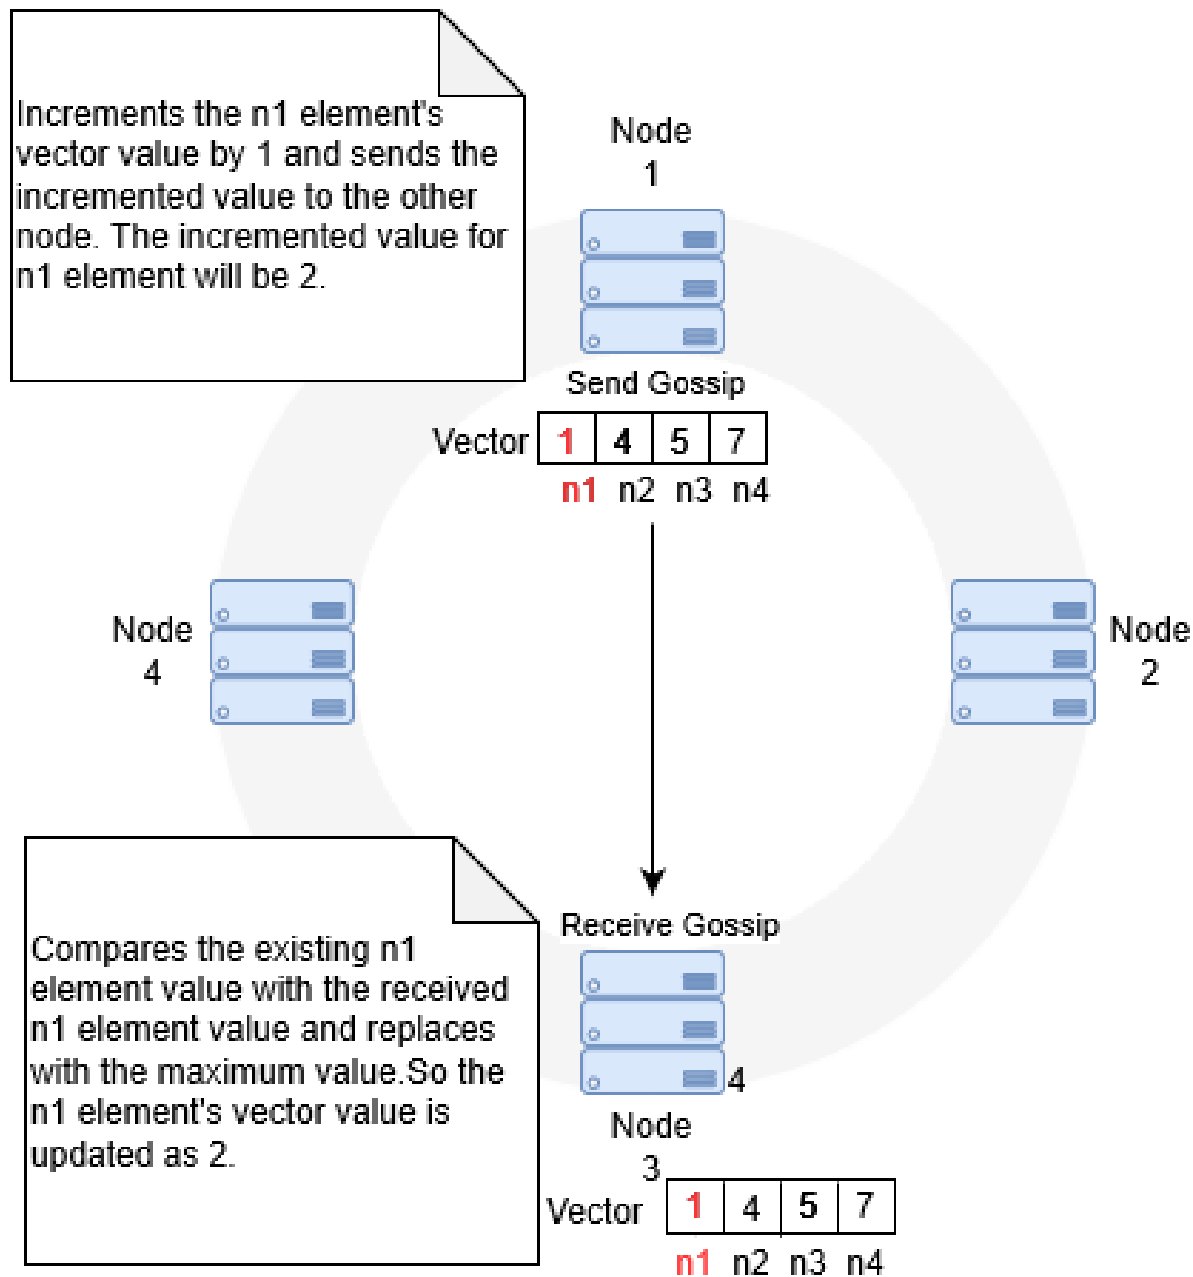 Increments the n1 element's
vector value by 1 and sends the
incremented value to the other
node. The incremented value for
n1 element will be 2.
Node
1
Send Gossip
Vector 1 4 5 7
n1 n2 n3 n4
Node
4
Node
2
Receive Gossip
Compares the existing n1
element value with the received
n1 element value and replaces
with the maximum value.So the
n1 element's vector value is
updated as 2.
4
Node
3
Vector 1 4 5 7
n1 n2 n3 n4